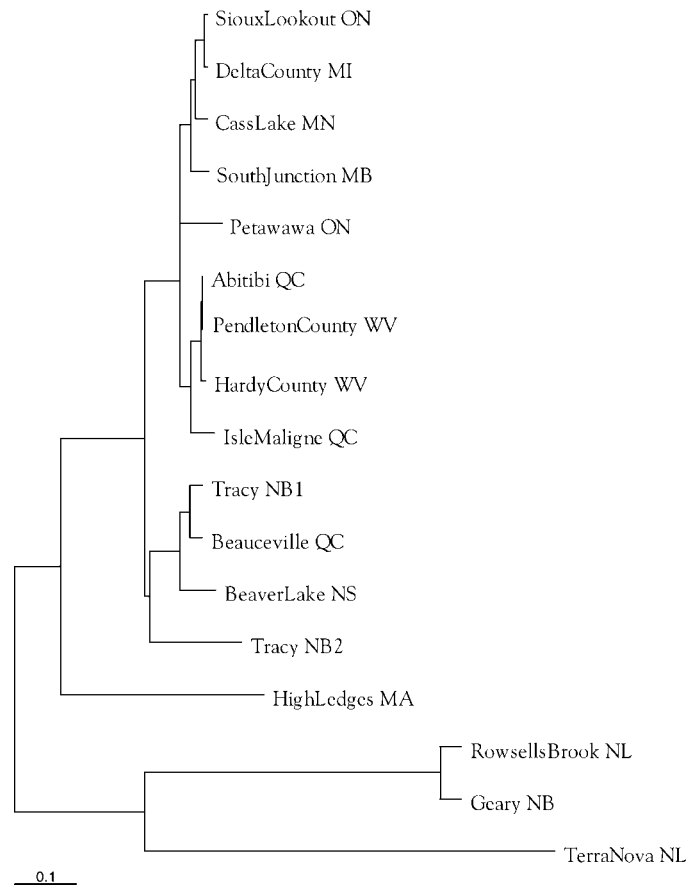 SiouxLookout ON
DeltaCounty MI
CassLake MN
SouthJunction MB
Petawawa ON
Abitibi QC
PendletonCounty WV
HardyCounty WV
IsleMaligne QC
Tracy NB1
Beauceville QC
BeaverLake NS
Tracy NB2
HighLedges MA
RowsellsBrook NL
Geary NB
TerraNova NL
0.1